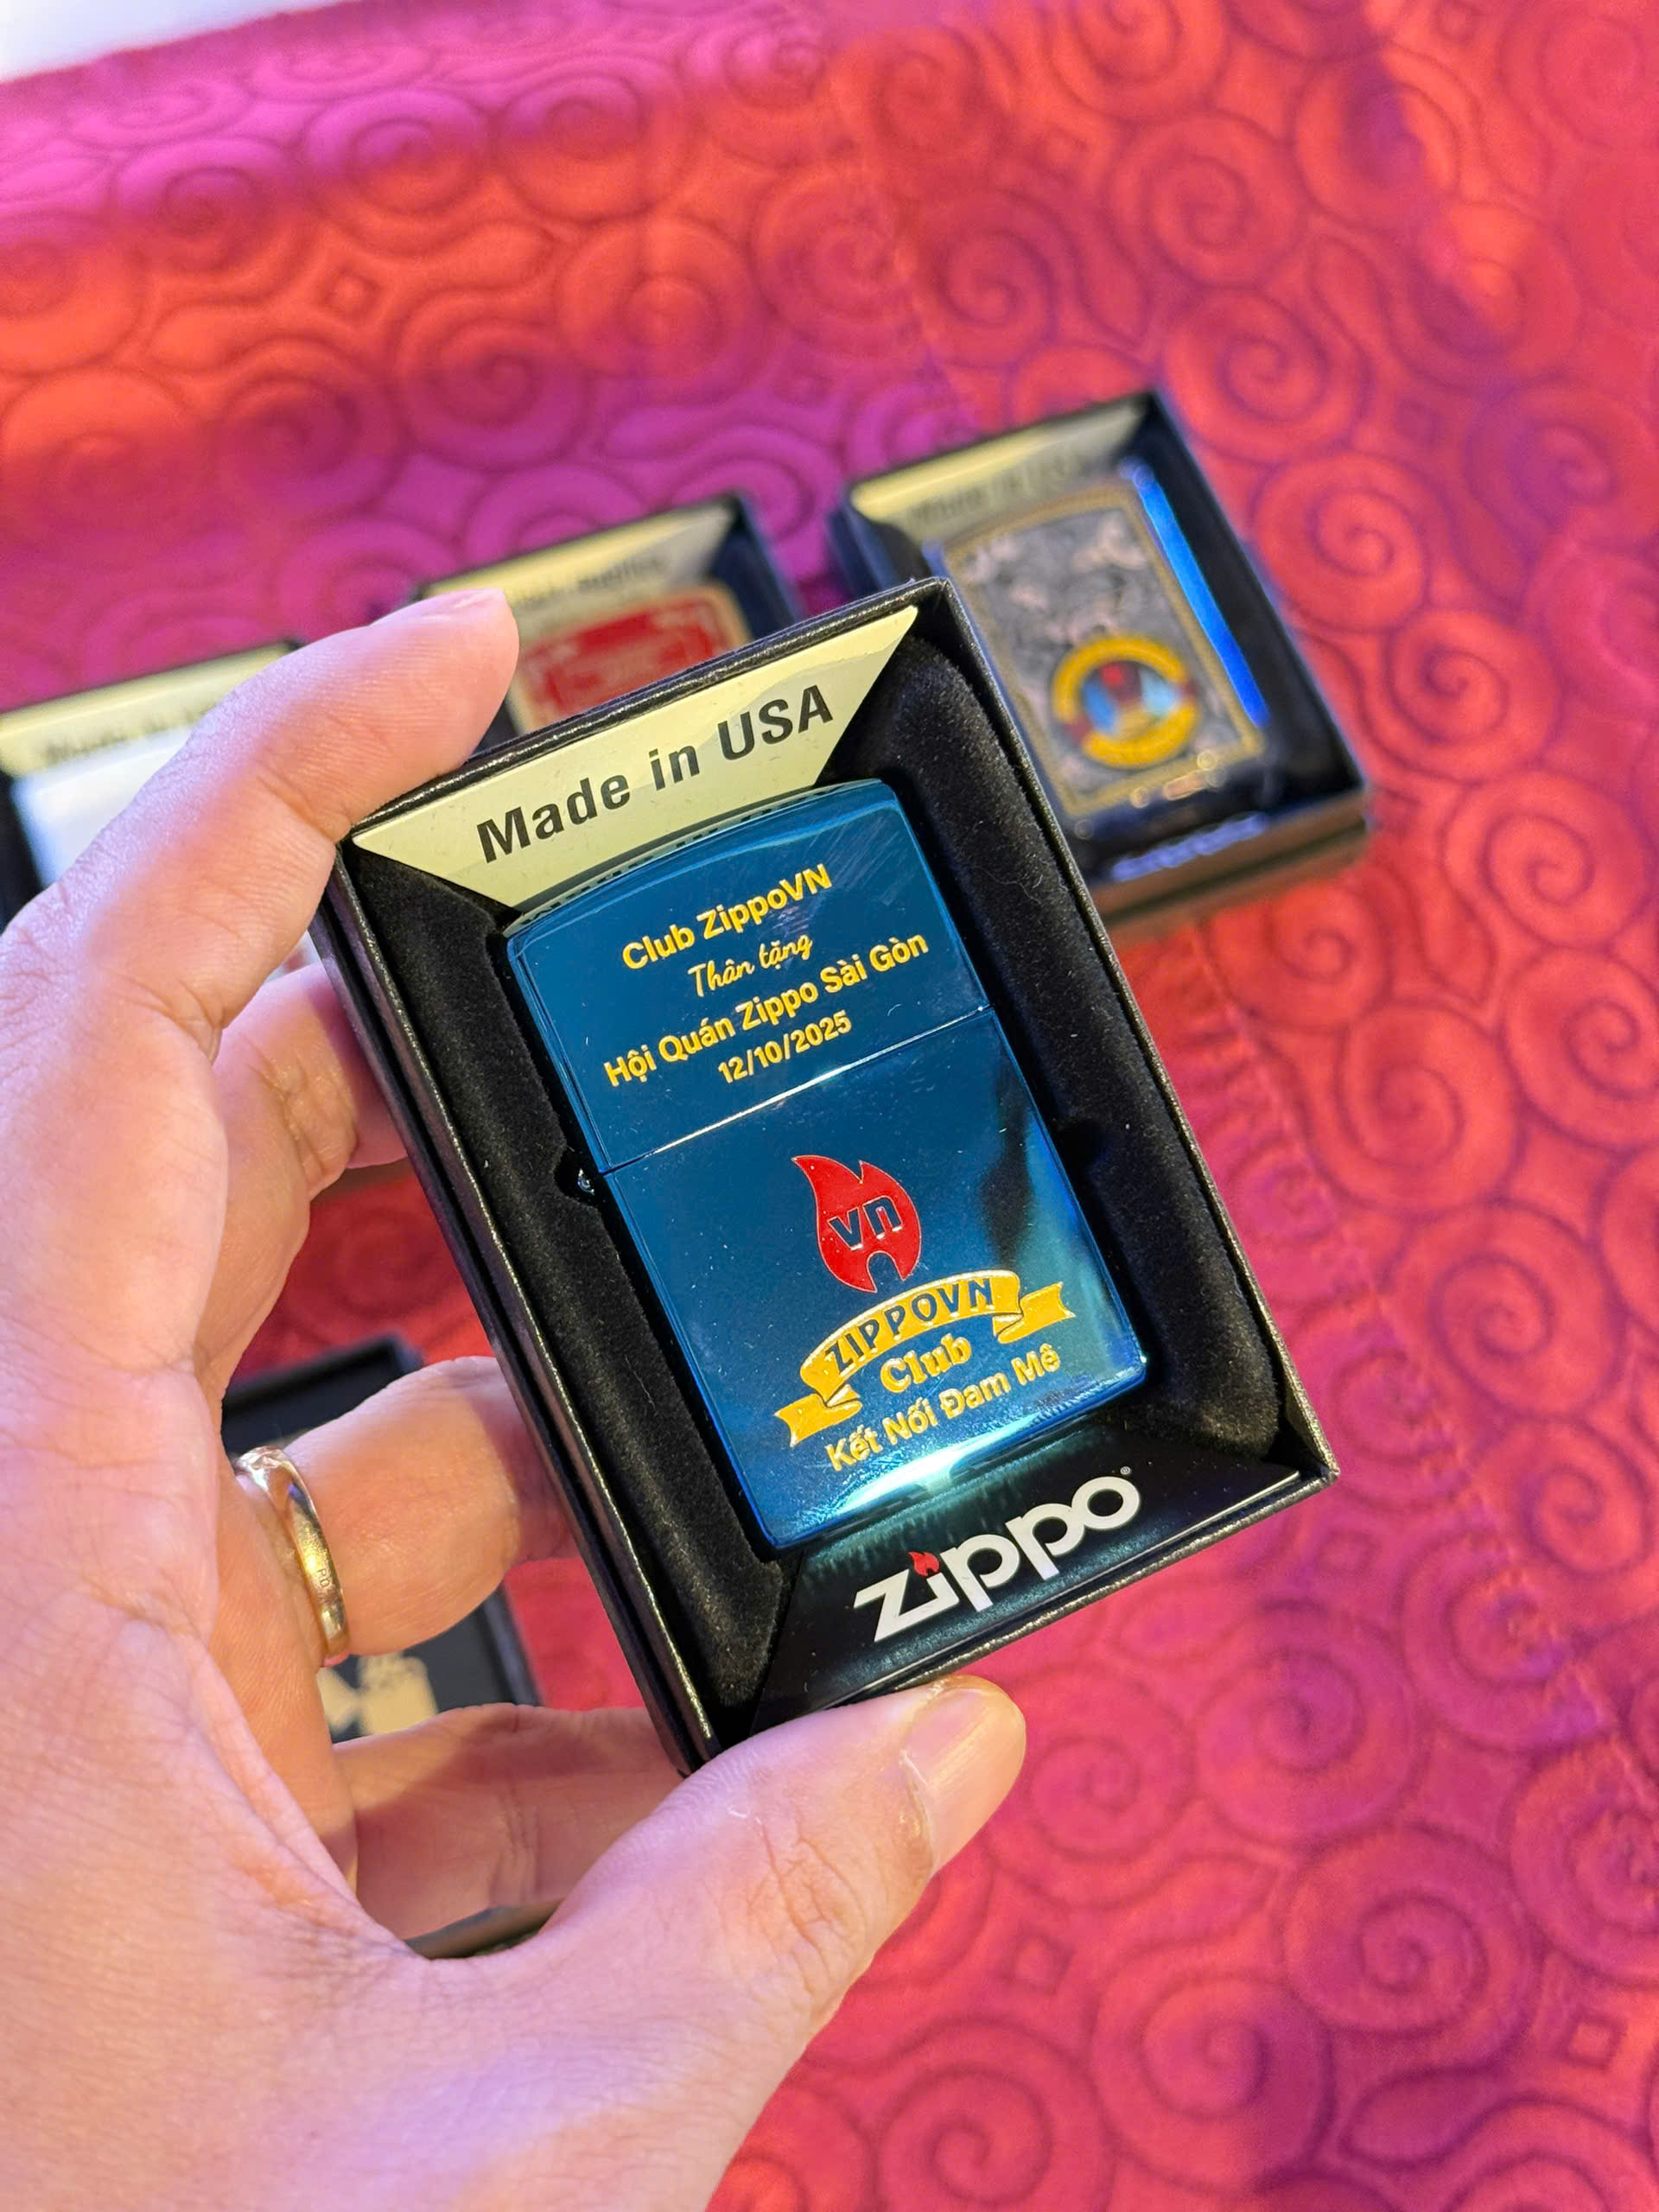 Made in USA
Club ZippoVN
Thân tặng
Hội Quán Zippo Sài Gòn
12/10/2025
vn
ZIPPOVN
Club
Kết Nối Đam Mê
zippo